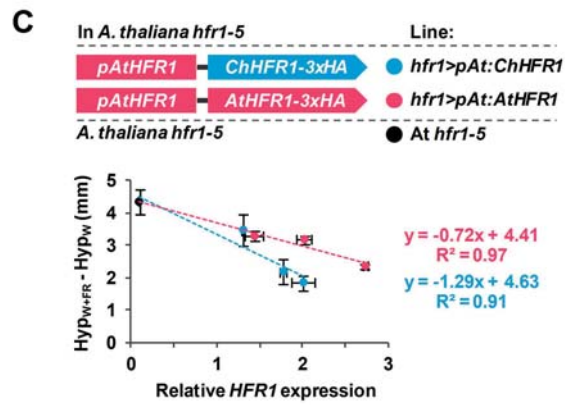 C
In A. thaliana hfr1-5
Line:
pAtHFR1 ChHFR1-3xHA hfr1>pAt:ChHFR1
pAtHFR1 AtHFR1-3xHA hfr1>pAt:AtHFR1
A. thaliana hfr1-5 At hfr1-5
5
4
3
2
1
0
HypW+FR - HypW (mm)
y = -0.72x + 4.41
R² = 0.97
y = -1.29x + 4.63
R² = 0.91
0 1 2 3
Relative HFR1 expression